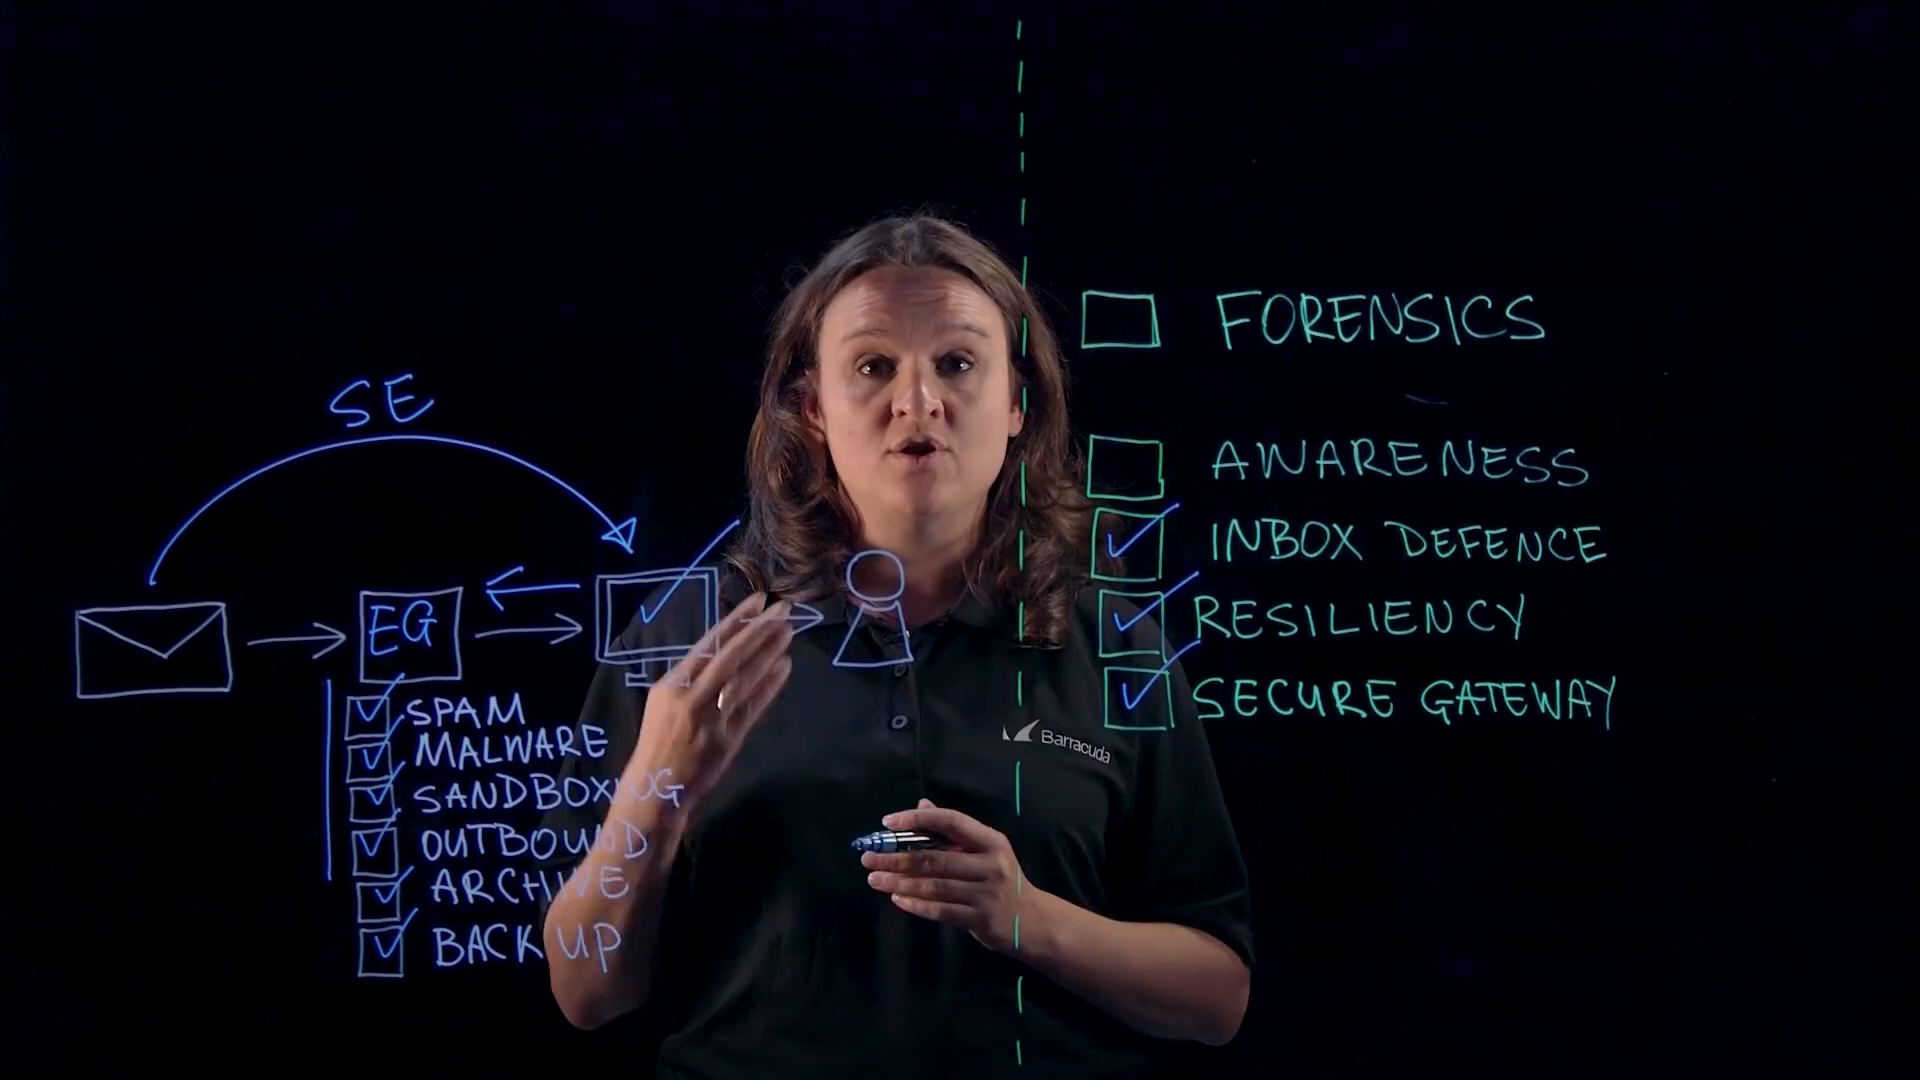 SE
EG
SPAM
MALWARE
SANDBOXING
OUTBOUND
ARCHIVE
BACK UP
FORENSICS
AWARENESS
INBOX DEFENCE
RESILIENCY
SECURE GATEWAY
Barracuda